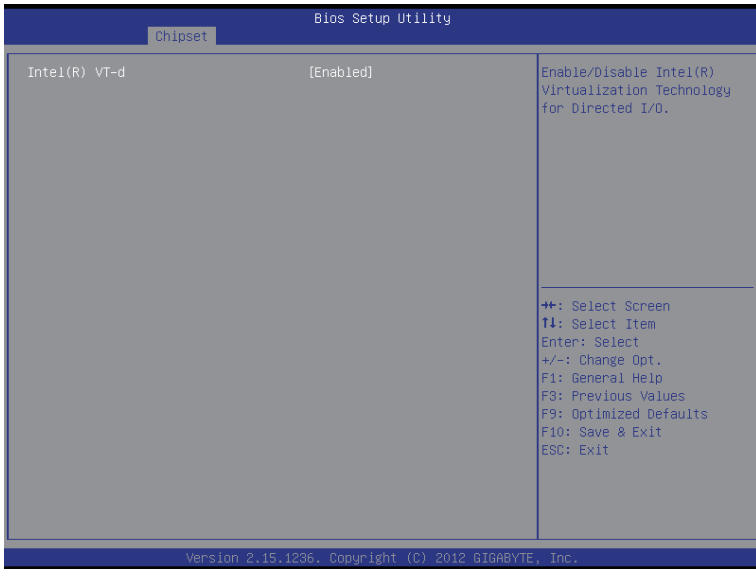 Bios Setup Utility
Chipset
Intel(R) VT-d [Enabled]
Enable/Disable Intel(R)
Virtualization Technology
for Directed I/O.
→←: Select Screen
↑↓: Select Item
Enter: Select
+/-: Change Opt.
F1: General Help
F3: Previous Values
F9: Optimized Defaults
F10: Save & Exit
ESC: Exit
Version 2.15.1236. Copyright (C) 2012 GIGABYTE, Inc.